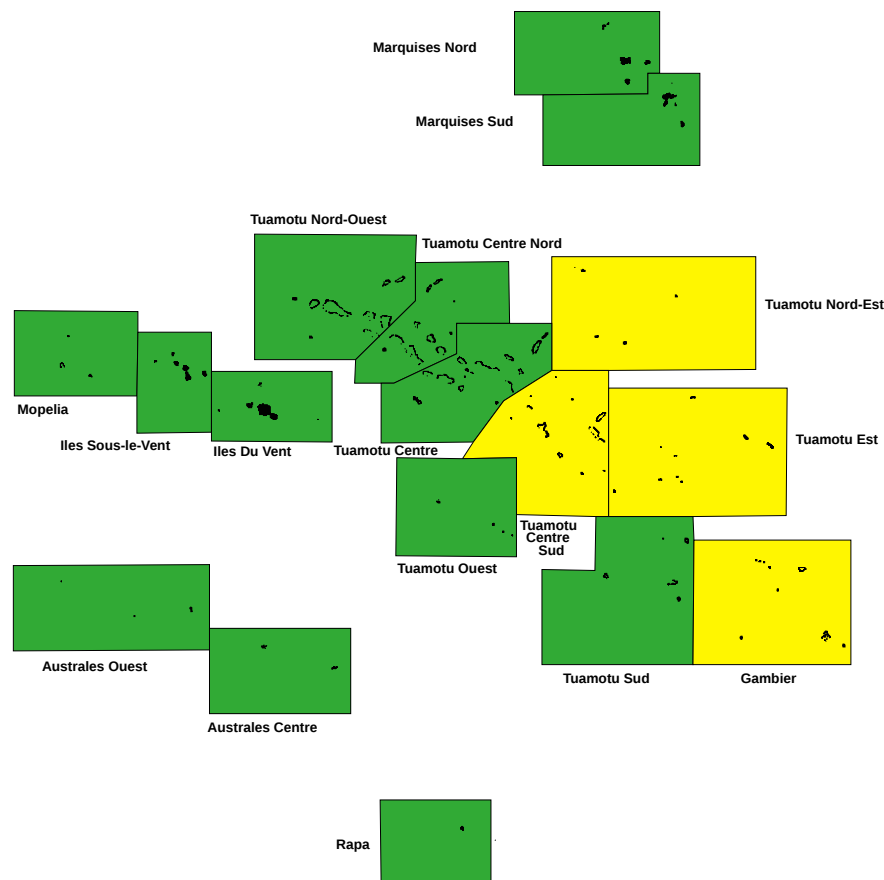 Marquises Nord
Marquises Sud
Tuamotu Nord-Ouest
Tuamotu Centre Nord
Tuamotu Nord-Est
Mopelia
Iles Sous-le-Vent
Iles Du Vent
Tuamotu Centre
Tuamotu Est
Tuamotu
Centre
Sud
Tuamotu Ouest
Australes Ouest
Tuamotu Sud
Gambier
Australes Centre
Rapa